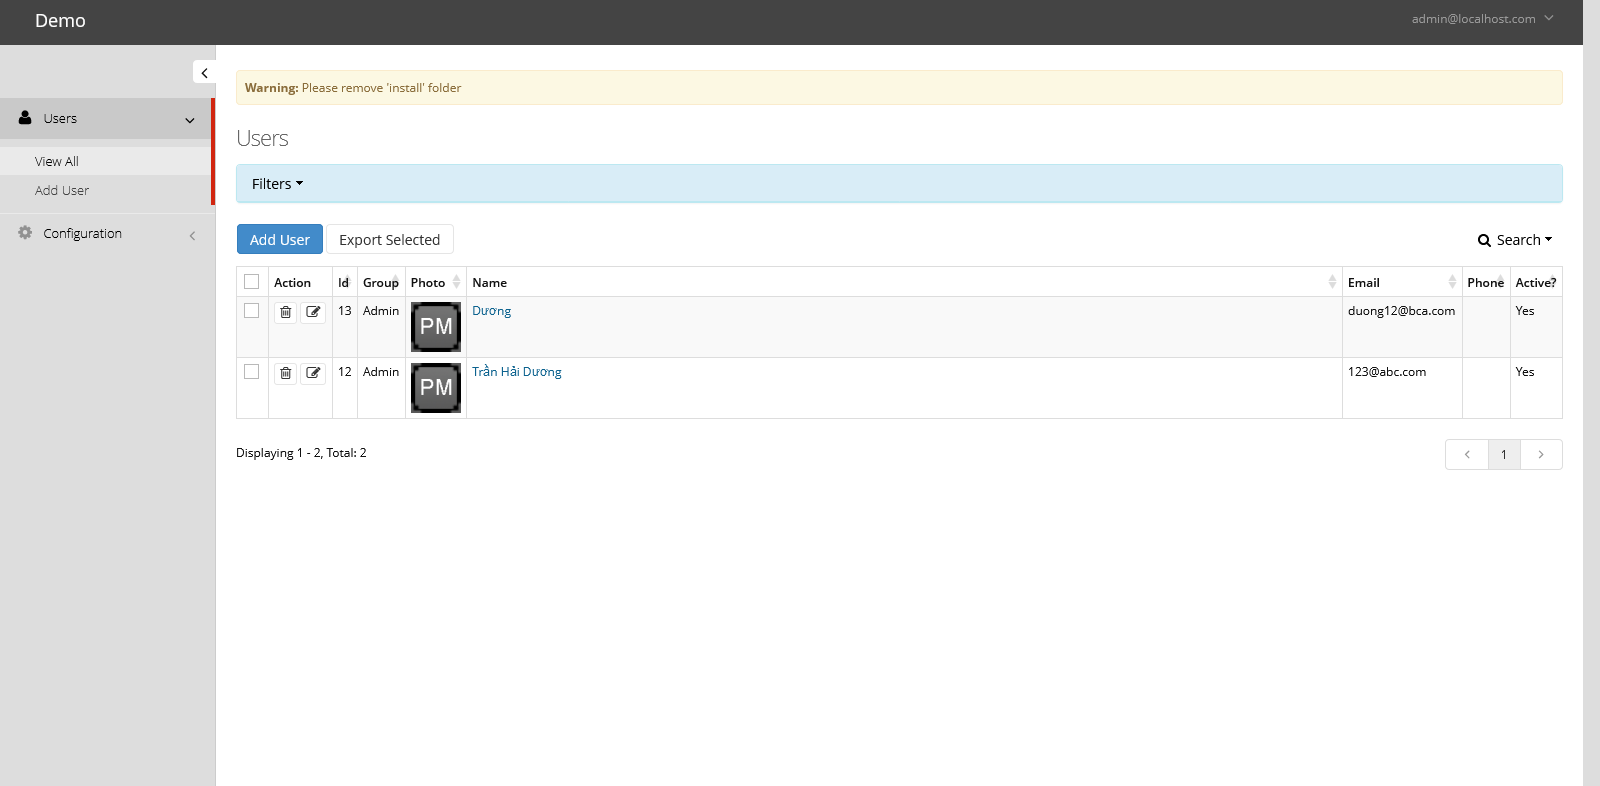 Demo
admin@localhost.com
Warning: Please remove 'install' folder
Users
View All
Add User
Configuration
Users
Filters
Add User Export Selected Search
Action Id Group Photo Name Email Phone Active?
13 Admin PM Dương duong12@bca.com Yes
12 Admin PM Trần Hải Dương 123@abc.com Yes
Displaying 1 - 2, Total: 2
1